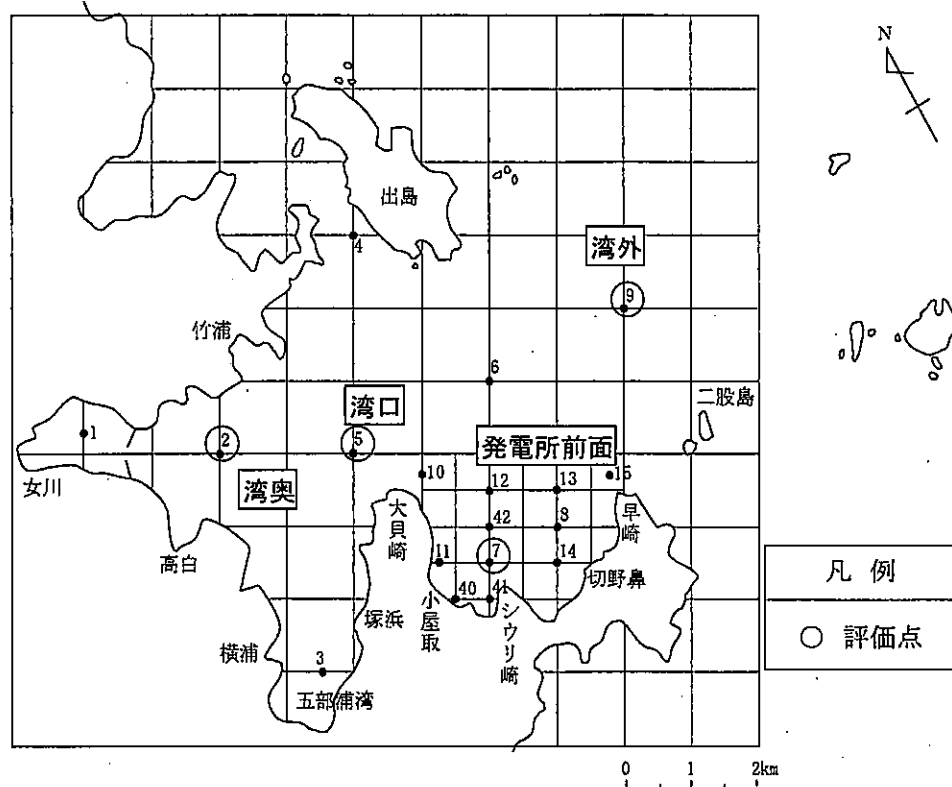 N
出島
4
湾外
9
竹浦
6
二股島
湾口
発電所前面
1
2
5
10
12
13
15
女川
湾奥
大貝崎
42
8
早崎
高白
11
7
14
切野鼻
凡 例
○ 評価点
40
41
小屋取
塚浜
シウリ崎
横浦
3
五部浦湾
0 1 2km